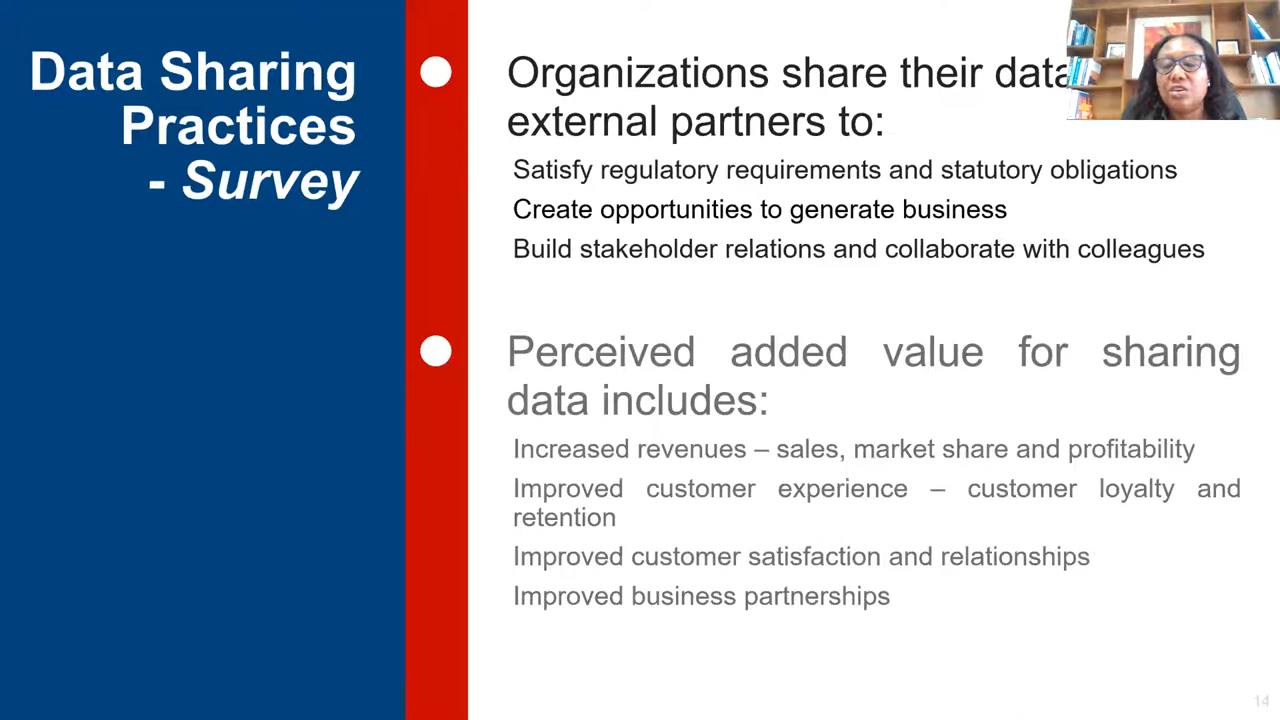 Data Sharing
Practices
- Survey
Organizations share their data
external partners to:
Satisfy regulatory requirements and statutory obligations
Create opportunities to generate business
Build stakeholder relations and collaborate with colleagues
Perceived added value for sharing
data includes:
Increased revenues – sales, market share and profitability
Improved customer experience – customer loyalty and
retention
Improved customer satisfaction and relationships
Improved business partnerships
14